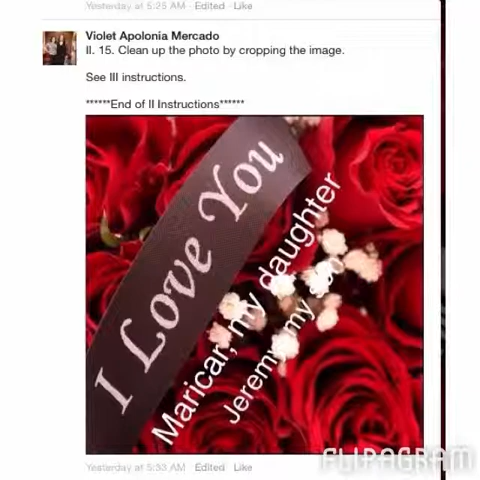 Yesterday at 5:25 AM · Edited · Like
Violet Apolonia Mercado
II. 15. Clean up the photo by cropping the image.
See III instructions.
******End of II Instructions******
I Love You
Maricar, my daughter
Jeremy my son
Yesterday at 5:33 AM Edited Like
FLIPAGRAM